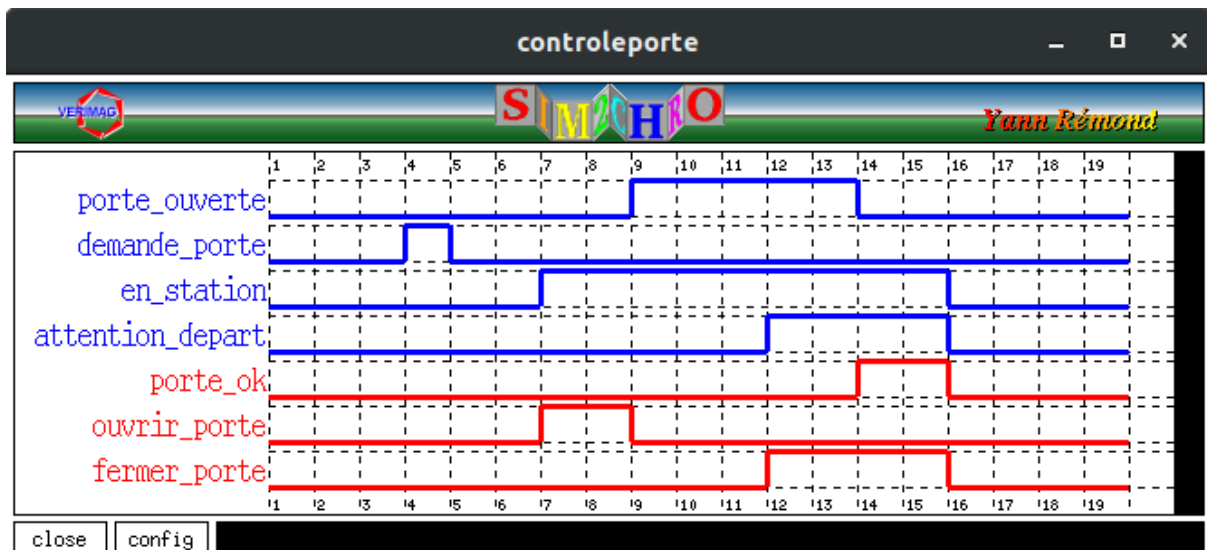 controleporte
VERIMAG SIM2CHRO Yann Rémond
1 2 3 4 5 6 7 8 9 10 11 12 13 14 15 16 17 18 19
porte_ouverte
demande_porte
en_station
attention_depart
porte_ok
ouvrir_porte
fermer_porte
1 2 3 4 5 6 7 8 9 10 11 12 13 14 15 16 17 18 19
close config